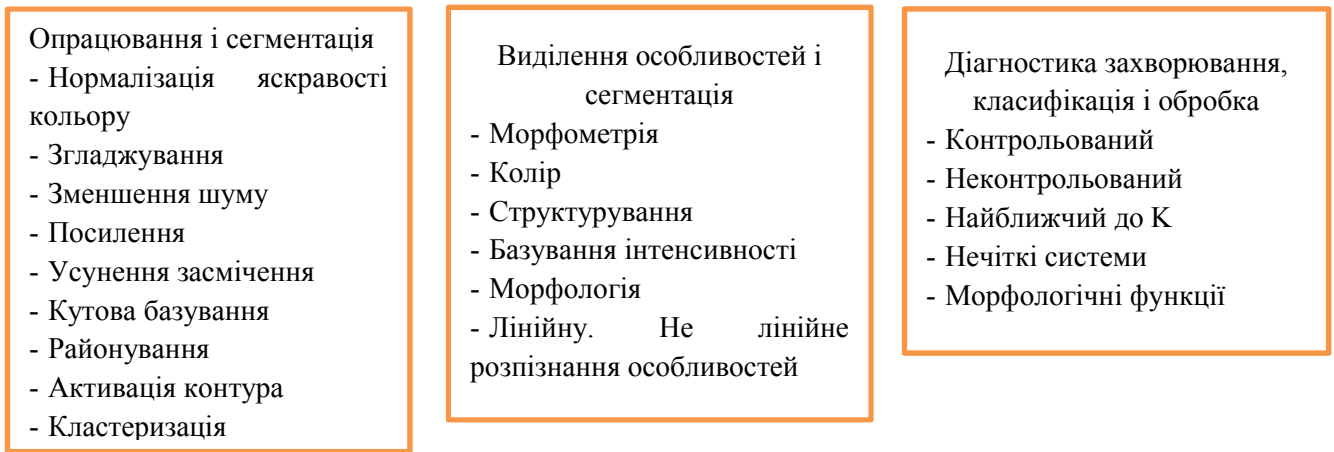 Опрацювання і сегментація
- Нормалізація яскравості
кольору
- Згладжування
- Зменшення шуму
- Посилення
- Усунення засмічення
- Кутова базування
- Районування
- Активація контура
- Кластеризація
Виділення особливостей і
сегментація
- Морфометрія
- Колір
- Структурування
- Базування інтенсивності
- Морфологія
- Лінійну. Не лінійне
розпізнання особливостей
Діагностика захворювання,
класифікація і обробка
- Контрольований
- Неконтрольований
- Найближчий до К
- Нечіткі системи
- Морфологічні функції